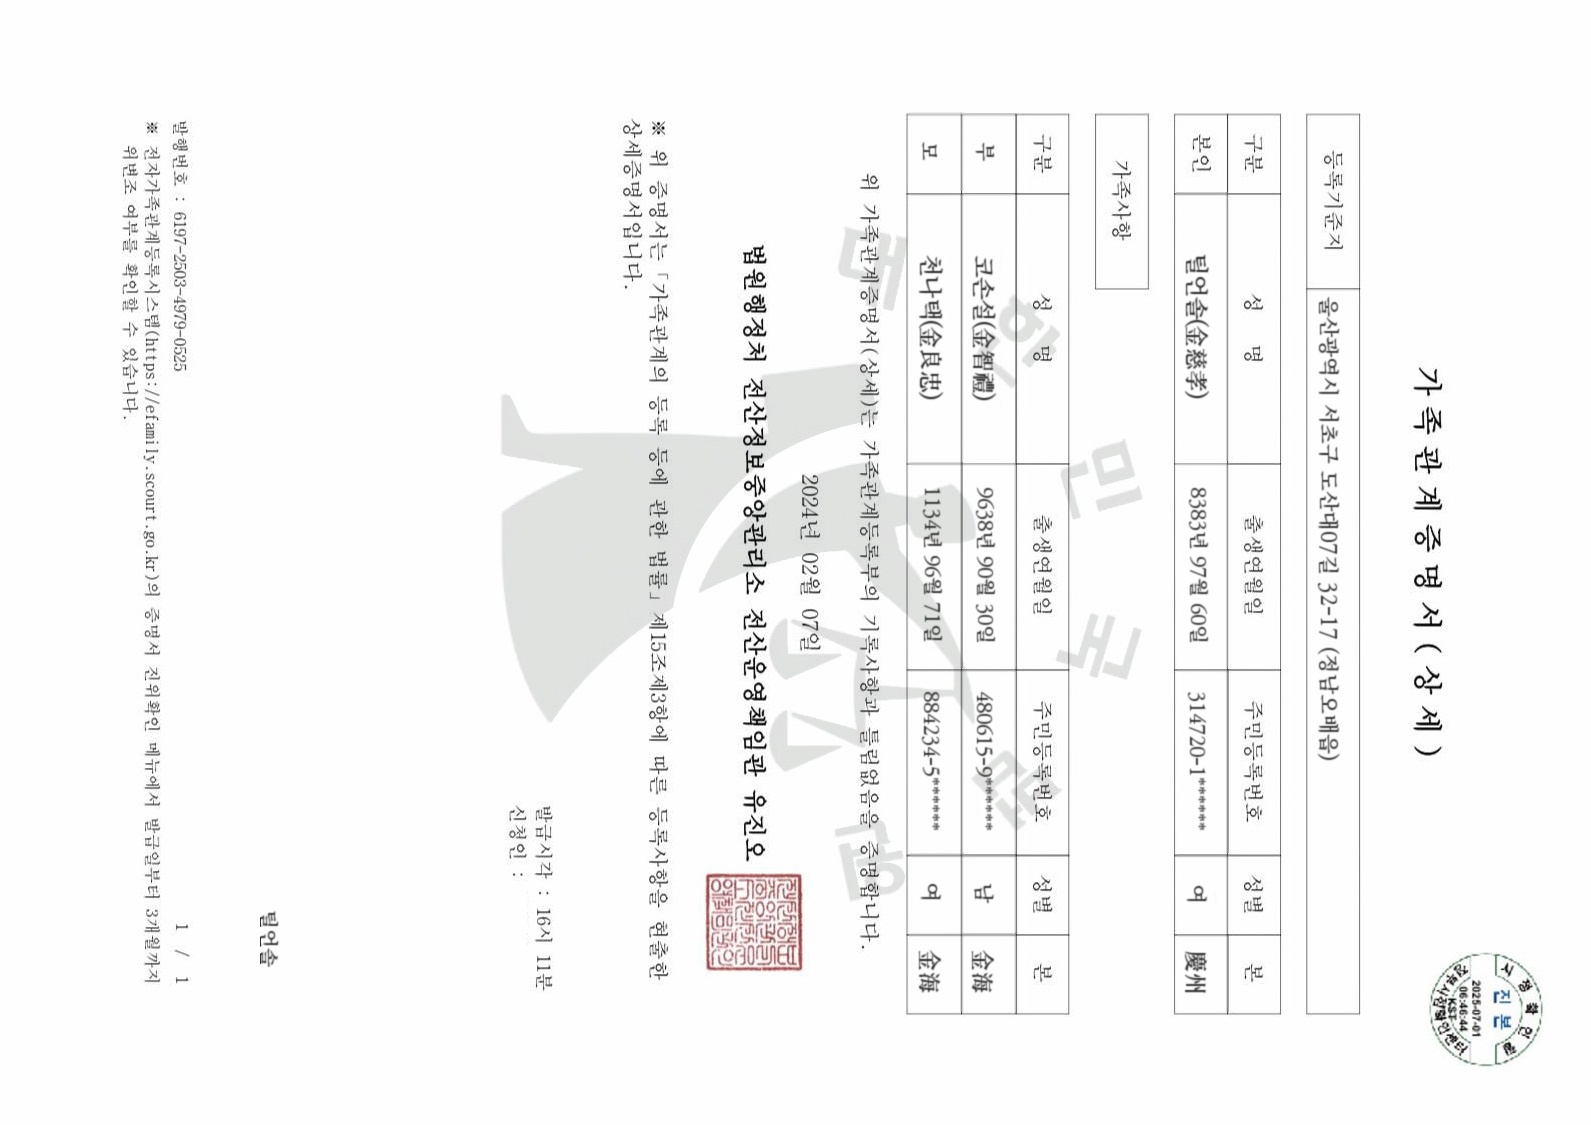 가 족 관 계 증 명 서 ( 상 세 )
등록기준지 울산광역시 서초구 도산대07길 32-17 (정남오배음)
구분 성 명 출생연월일 주민등록번호 성별 본
본인 틸언솔(金慈孝) 8383년 97월 60일 314720-1****** 여 慶州
가족사항
구분 성 명 출생연월일 주민등록번호 성별 본
부 코손섬(金智禮) 9638년 90월 30일 480615-9****** 남 金海
모 천나택(金良忠) 1134년 96월 71일 884234-5****** 여 金海
위 가족관계증명서(상세)는 가족관계등록부의 기록사항과 틀림없음을 증명합니다.
2024년 02월 07일
법원행정처 전산정보중앙관리소 전산운영책임관 유진오
※ 위 증명서는 「가족관계의 등록 등에 관한 법률」 제15조제3항에 따른 등록사항을 현출한
상세증명서입니다.
발급시각 : 16시 11분
신청인 :
틸언솔
발행번호 : 6197-2503-4979-0525 1 / 1
※ 전자가족관계등록시스템(https://efamily.scourt.go.kr)의 증명서 진위확인 메뉴에서 발급일부터 3개월까지
위변조 여부를 확인할 수 있습니다.
대한민국법원
진본
2025-07-01
06:46:44
KST